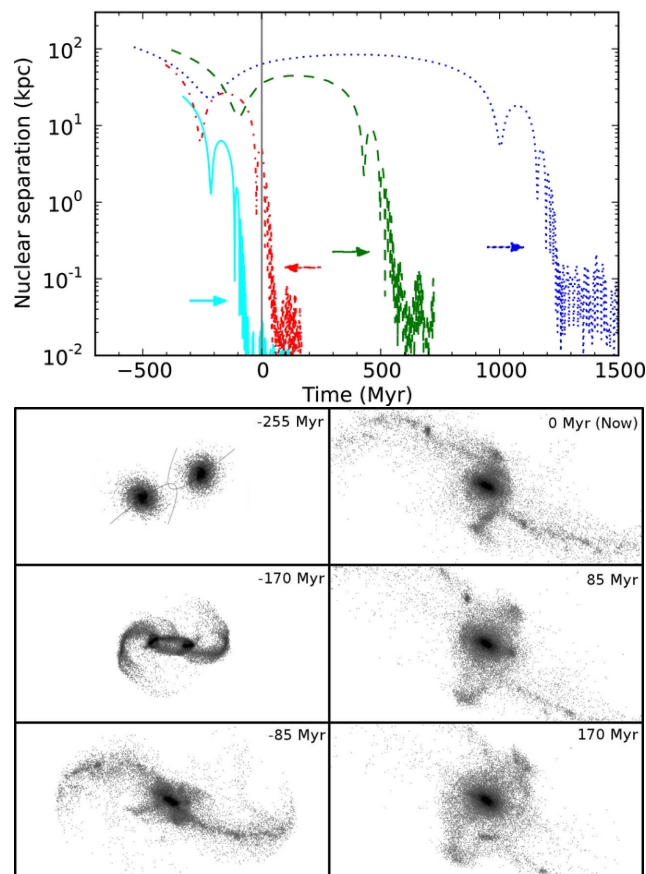 Nuclear separation (kpc)
10²
10¹
10⁰
10⁻¹
10⁻²
−500
0
500
1000
1500
Time (Myr)
-255 Myr
0 Myr (Now)
-170 Myr
85 Myr
-85 Myr
170 Myr